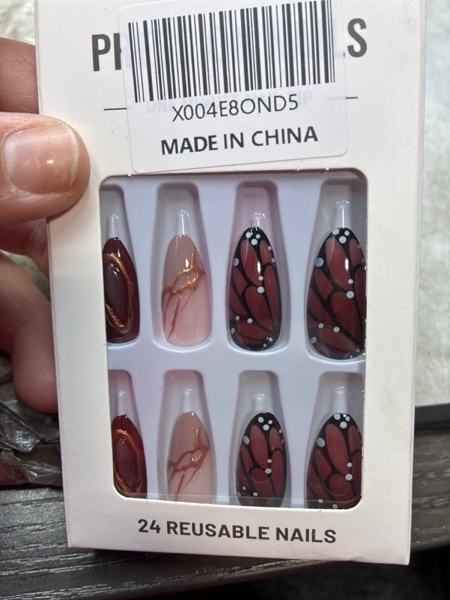 X004E8OND5
MADE IN CHINA
24 REUSABLE NAILS